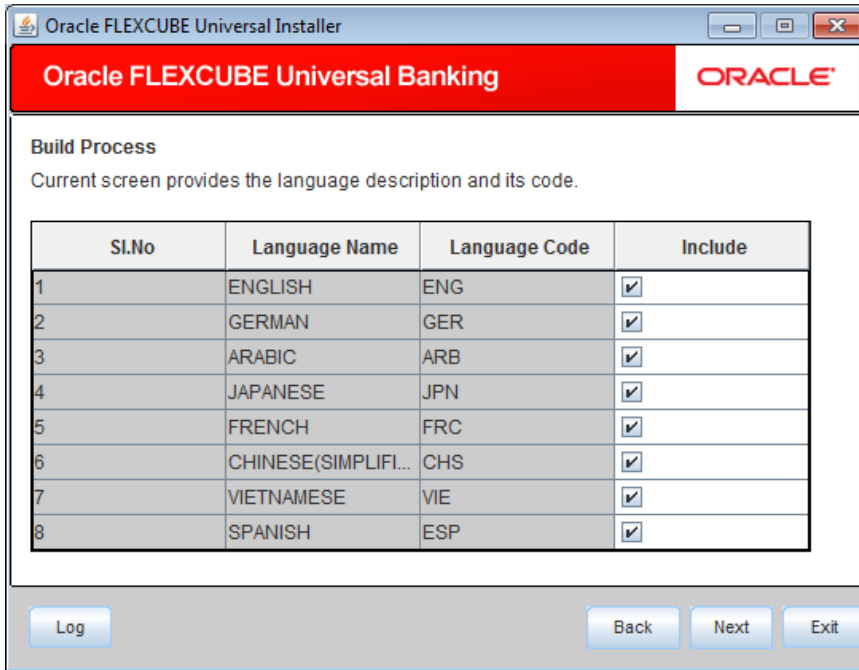 Oracle FLEXCUBE Universal Installer
Oracle FLEXCUBE Universal Banking ORACLE
Build Process
Current screen provides the language description and its code.
Sl.No Language Name Language Code Include
1 ENGLISH ENG
2 GERMAN GER
3 ARABIC ARB
4 JAPANESE JPN
5 FRENCH FRC
6 CHINESE(SIMPLIFI... CHS
7 VIETNAMESE VIE
8 SPANISH ESP
Log Back Next Exit